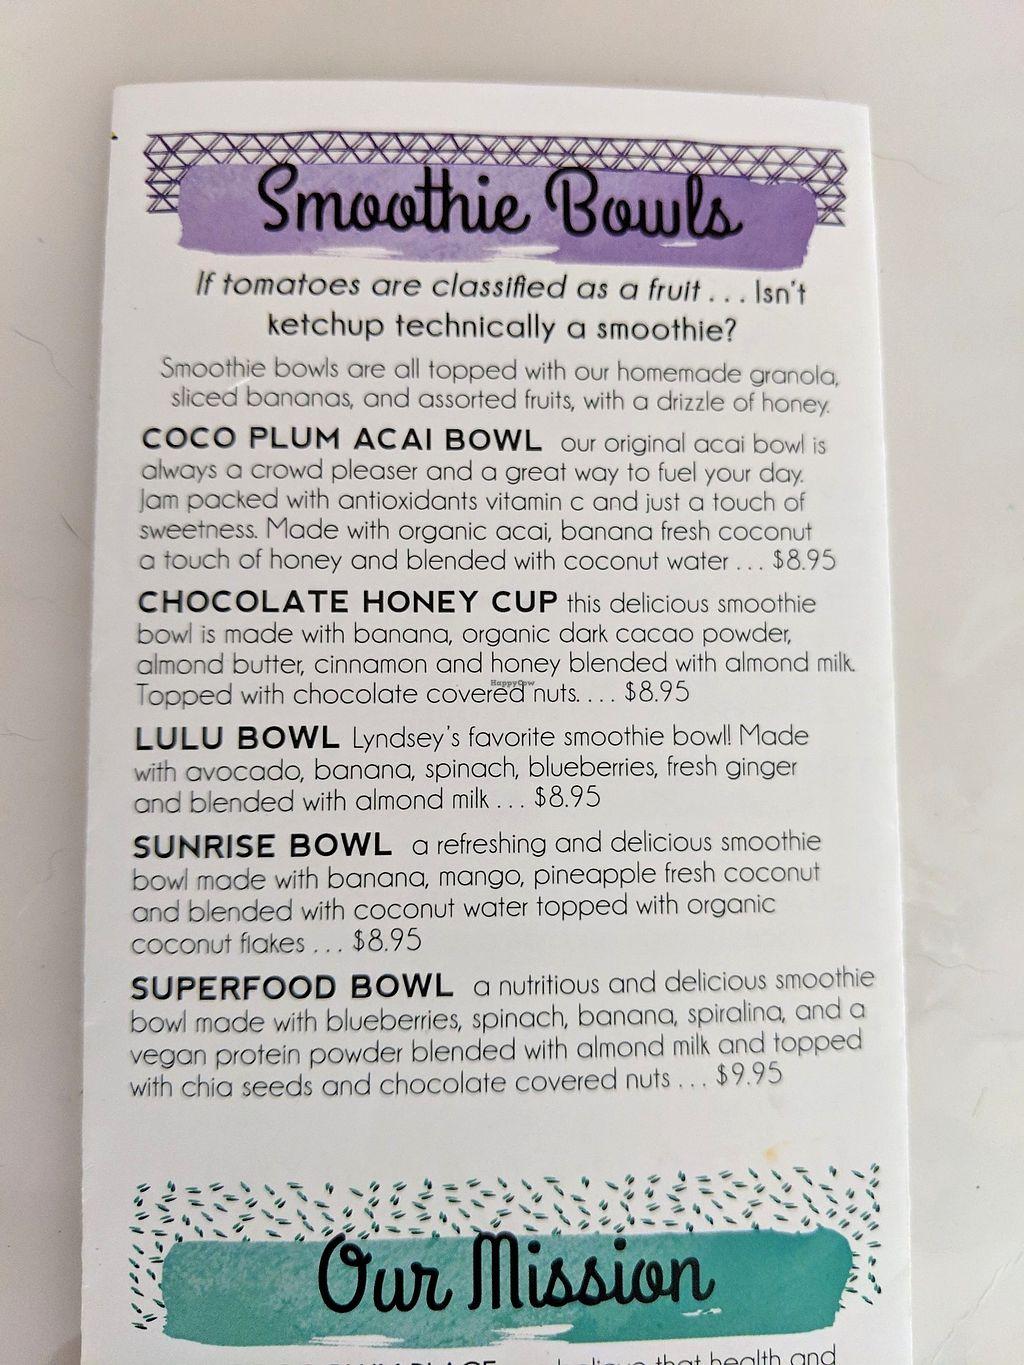 Smoothie Bowls
If tomatoes are classified as a fruit . . . Isn't
ketchup technically a smoothie?
Smoothie bowls are all topped with our homemade granola,
sliced bananas, and assorted fruits, with a drizzle of honey.
COCO PLUM ACAI BOWL our original acai bowl is
always a crowd pleaser and a great way to fuel your day.
Jam packed with antioxidants vitamin c and just a touch of
sweetness. Made with organic acai, banana fresh coconut
a touch of honey and blended with coconut water . . . $8.95
CHOCOLATE HONEY CUP this delicious smoothie
bowl is made with banana, organic dark cacao powder,
almond butter, cinnamon and honey blended with almond milk.
Topped with chocolate covered nuts. . . . $8.95
HappyCow
LULU BOWL Lyndsey's favorite smoothie bowl! Made
with avocado, banana, spinach, blueberries, fresh ginger
and blended with almond milk . . . $8.95
SUNRISE BOWL a refreshing and delicious smoothie
bowl made with banana, mango, pineapple fresh coconut
and blended with coconut water topped with organic
coconut flakes . . . $8.95
SUPERFOOD BOWL a nutritious and delicious smoothie
bowl made with blueberries, spinach, banana, spiralina, and a
vegan protein powder blended with almond milk and topped
with chia seeds and chocolate covered nuts . . . $9.95
Our Mission
believe that health and